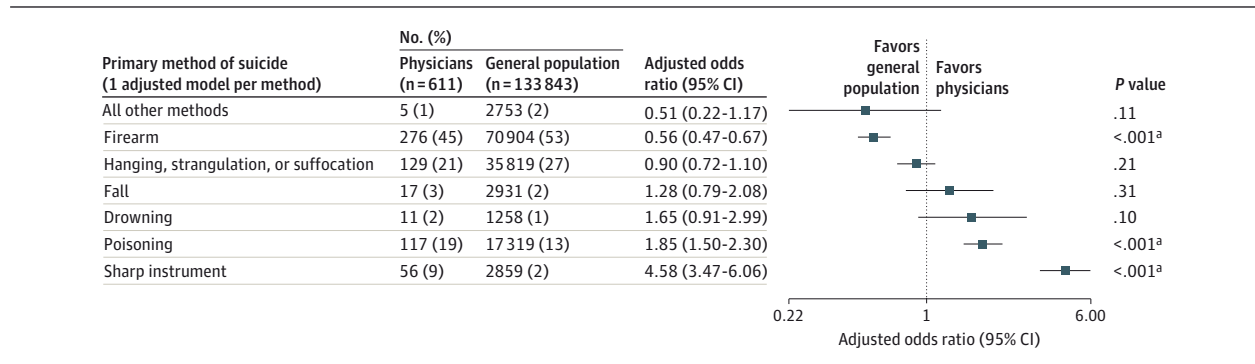 No. (%)
Primary method of suicide
(1 adjusted model per method)
Physicians
(n = 611)
General population
(n = 133 843)
Adjusted odds
ratio (95% CI)
Favors
general
population
Favors
physicians
P value
All other methods 5 (1) 2753 (2) 0.51 (0.22-1.17) .11
Firearm 276 (45) 70 904 (53) 0.56 (0.47-0.67) <.001a
Hanging, strangulation, or suffocation 129 (21) 35 819 (27) 0.90 (0.72-1.10) .21
Fall 17 (3) 2931 (2) 1.28 (0.79-2.08) .31
Drowning 11 (2) 1258 (1) 1.65 (0.91-2.99) .10
Poisoning 117 (19) 17 319 (13) 1.85 (1.50-2.30) <.001a
Sharp instrument 56 (9) 2859 (2) 4.58 (3.47-6.06) <.001a
0.22 1 6.00
Adjusted odds ratio (95% CI)